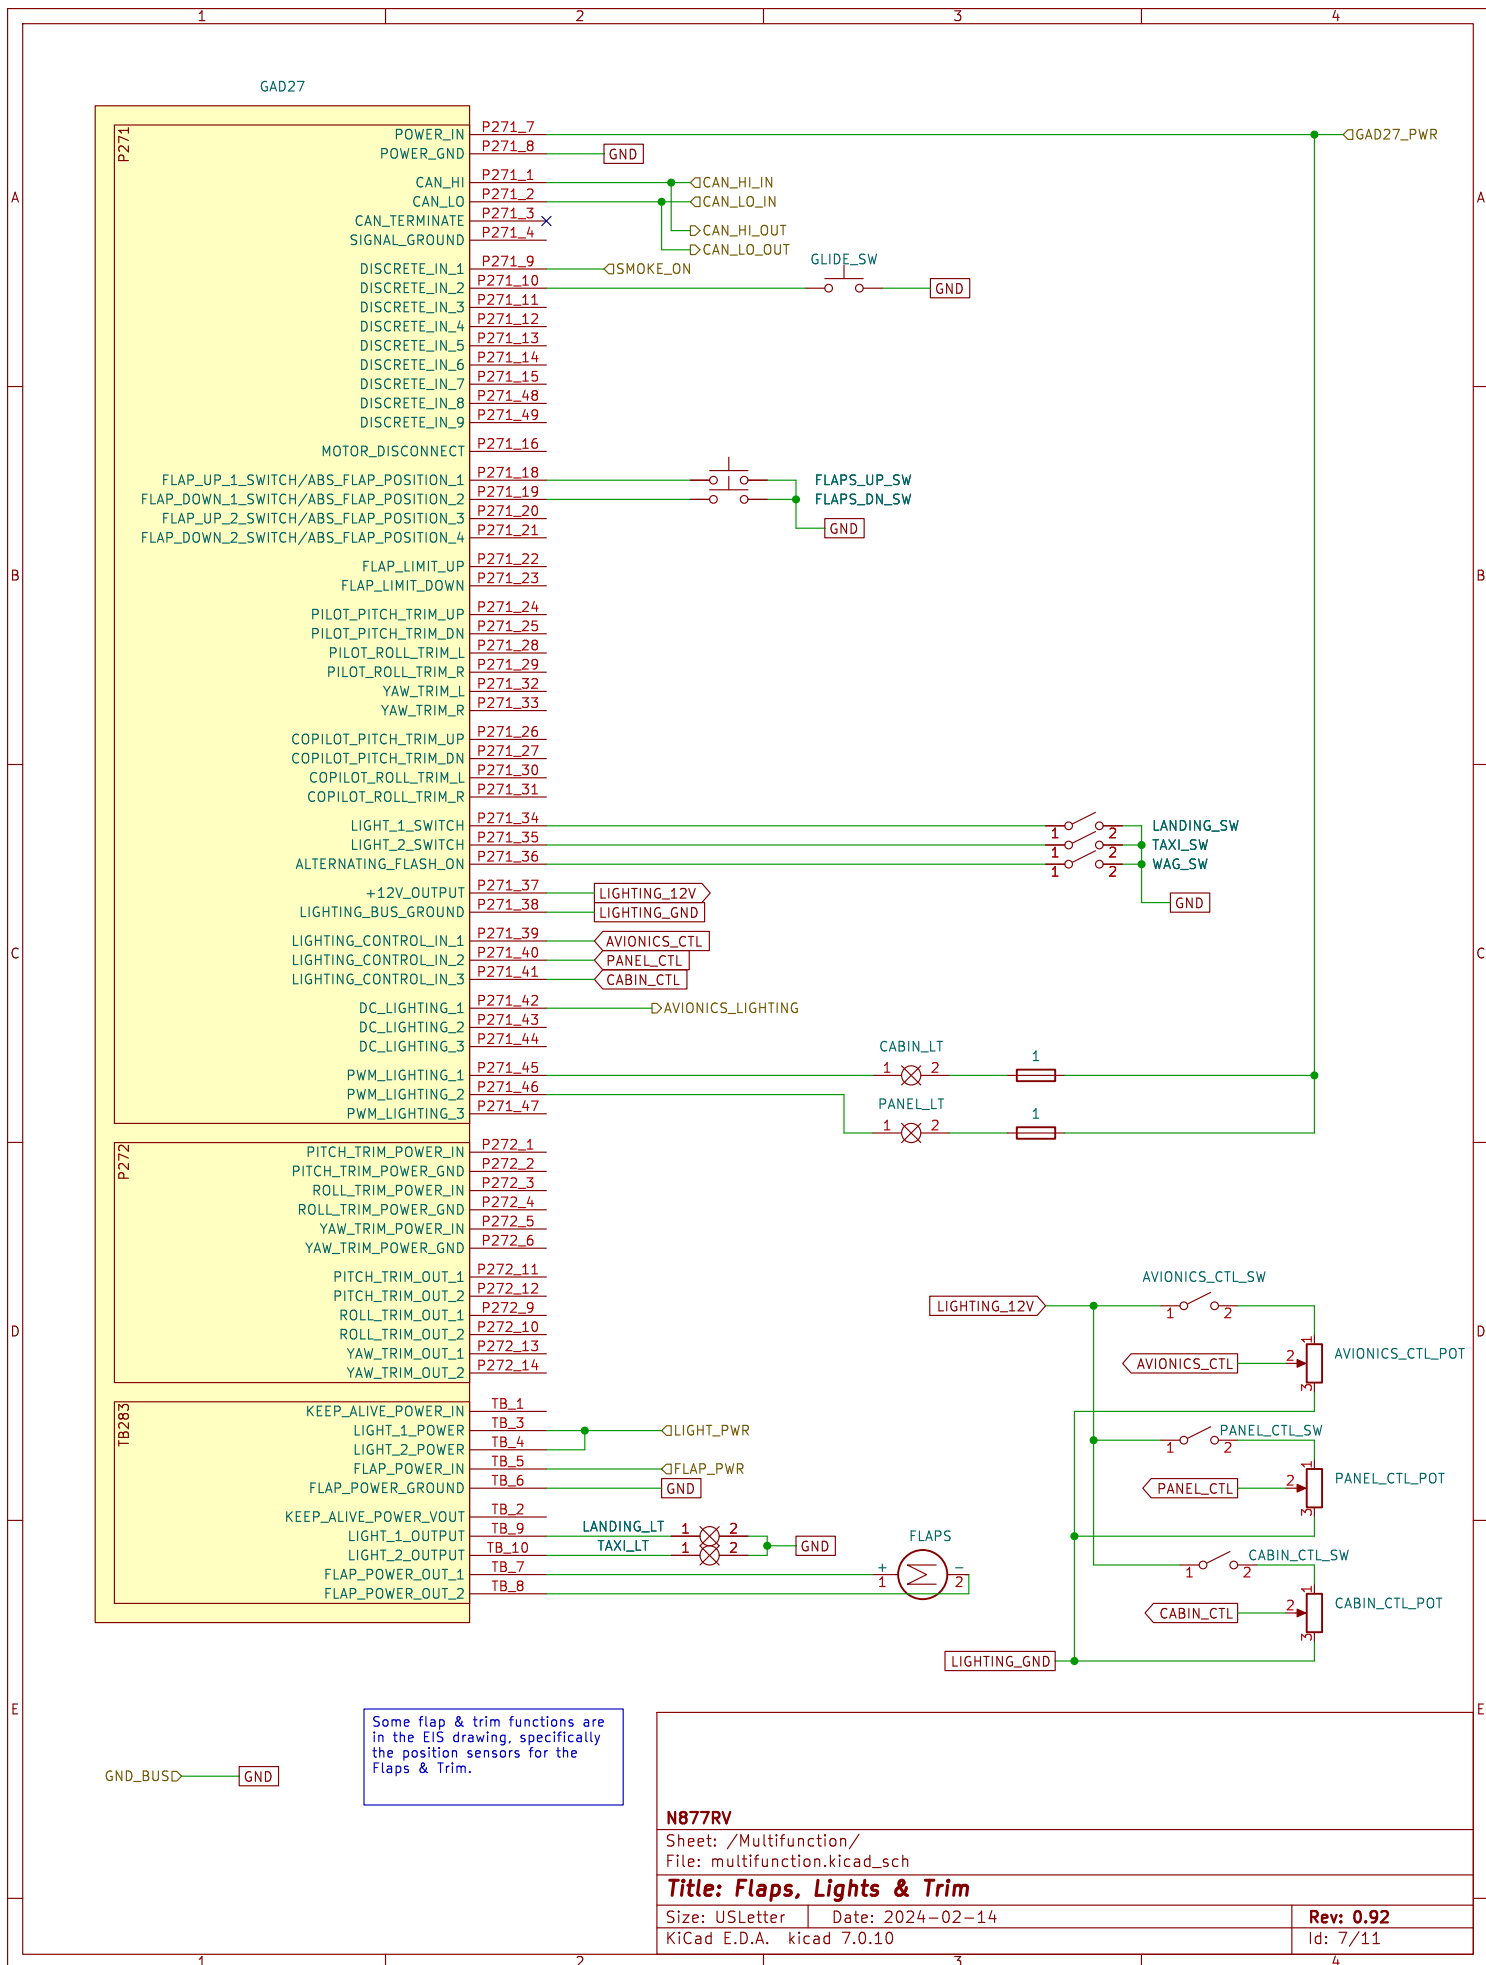 1 2 3 4
GAD27
P271
POWER_IN P271_7 GAD27_PWR
POWER_GND P271_8 GND
CAN_HI P271_1 CAN_HI_IN
A CAN_LO P271_2 CAN_LO_IN A
CAN_TERMINATE P271_3
CAN_HI_OUT
SIGNAL_GROUND P271_4
CAN_LO_OUT
GLIDE_SW
DISCRETE_IN_1 P271_9 SMOKE_ON
DISCRETE_IN_2 P271_10 GND
DISCRETE_IN_3 P271_11
DISCRETE_IN_4 P271_12
DISCRETE_IN_5 P271_13
DISCRETE_IN_6 P271_14
DISCRETE_IN_7 P271_15
DISCRETE_IN_8 P271_48
DISCRETE_IN_9 P271_49
MOTOR_DISCONNECT P271_16
FLAP_UP_1_SWITCH/ABS_FLAP_POSITION_1 P271_18 FLAPS_UP_SW
FLAP_DOWN_1_SWITCH/ABS_FLAP_POSITION_2 P271_19 FLAPS_DN_SW
FLAP_UP_2_SWITCH/ABS_FLAP_POSITION_3 P271_20
GND
FLAP_DOWN_2_SWITCH/ABS_FLAP_POSITION_4 P271_21
FLAP_LIMIT_UP P271_22
B B
FLAP_LIMIT_DOWN P271_23
PILOT_PITCH_TRIM_UP P271_24
PILOT_PITCH_TRIM_DN P271_25
PILOT_ROLL_TRIM_L P271_28
PILOT_ROLL_TRIM_R P271_29
YAW_TRIM_L P271_32
YAW_TRIM_R P271_33
COPILOT_PITCH_TRIM_UP P271_26
COPILOT_PITCH_TRIM_DN P271_27
COPILOT_ROLL_TRIM_L P271_30
COPILOT_ROLL_TRIM_R P271_31
LIGHT_1_SWITCH P271_34 1 2 LANDING_SW
LIGHT_2_SWITCH P271_35 1 2 TAXI_SW
ALTERNATING_FLASH_ON P271_36 1 2 WAG_SW
+12V_OUTPUT P271_37 LIGHTING_12V
GND
LIGHTING_BUS_GROUND P271_38 LIGHTING_GND
LIGHTING_CONTROL_IN_1 P271_39 AVIONICS_CTL
C C
LIGHTING_CONTROL_IN_2 P271_40 PANEL_CTL
LIGHTING_CONTROL_IN_3 P271_41 CABIN_CTL
DC_LIGHTING_1 P271_42 AVIONICS_LIGHTING
DC_LIGHTING_2 P271_43
DC_LIGHTING_3 P271_44
CABIN_LT 1
PWM_LIGHTING_1 P271_45 1 2
PWM_LIGHTING_2 P271_46
PANEL_LT 1
PWM_LIGHTING_3 P271_47
1 2
P272
PITCH_TRIM_POWER_IN P272_1
PITCH_TRIM_POWER_GND P272_2
ROLL_TRIM_POWER_IN P272_3
ROLL_TRIM_POWER_GND P272_4
YAW_TRIM_POWER_IN P272_5
YAW_TRIM_POWER_GND P272_6
PITCH_TRIM_OUT_1 P272_11
AVIONICS_CTL_SW
PITCH_TRIM_OUT_2 P272_12
LIGHTING_12V 1 2
ROLL_TRIM_OUT_1 P272_9
D ROLL_TRIM_OUT_2 P272_10 D
YAW_TRIM_OUT_1 P272_13
1 2 3 AVIONICS_CTL_POT
AVIONICS_CTL
YAW_TRIM_OUT_2 P272_14
TB283
KEEP_ALIVE_POWER_IN TB_1
LIGHT_1_POWER TB_3 LIGHT_PWR
PANEL_CTL_SW
1 2
LIGHT_2_POWER TB_4
FLAP_POWER_IN TB_5 FLAP_PWR
1 2 3 PANEL_CTL_POT
FLAP_POWER_GROUND TB_6 GND
PANEL_CTL
KEEP_ALIVE_POWER_VOUT TB_2
LANDING_LT
LIGHT_1_OUTPUT TB_9 1 2
FLAPS
TAXI_LT GND
LIGHT_2_OUTPUT TB_10 1 2
CABIN_CTL_SW
1 2
FLAP_POWER_OUT_1 TB_7 + 1 - 2
FLAP_POWER_OUT_2 TB_8
1 2 3 CABIN_CTL_POT
CABIN_CTL
LIGHTING_GND
E E
Some flap & trim functions are
in the EIS drawing, specifically
the position sensors for the
Flaps & Trim.
GND_BUS GND
N877RV
Sheet: /Multifunction/
File: multifunction.kicad_sch
Title: Flaps, Lights & Trim
Size: USLetter Date: 2024-02-14 Rev: 0.92
KiCad E.D.A. kicad 7.0.10 Id: 7/11
1 2 3 4